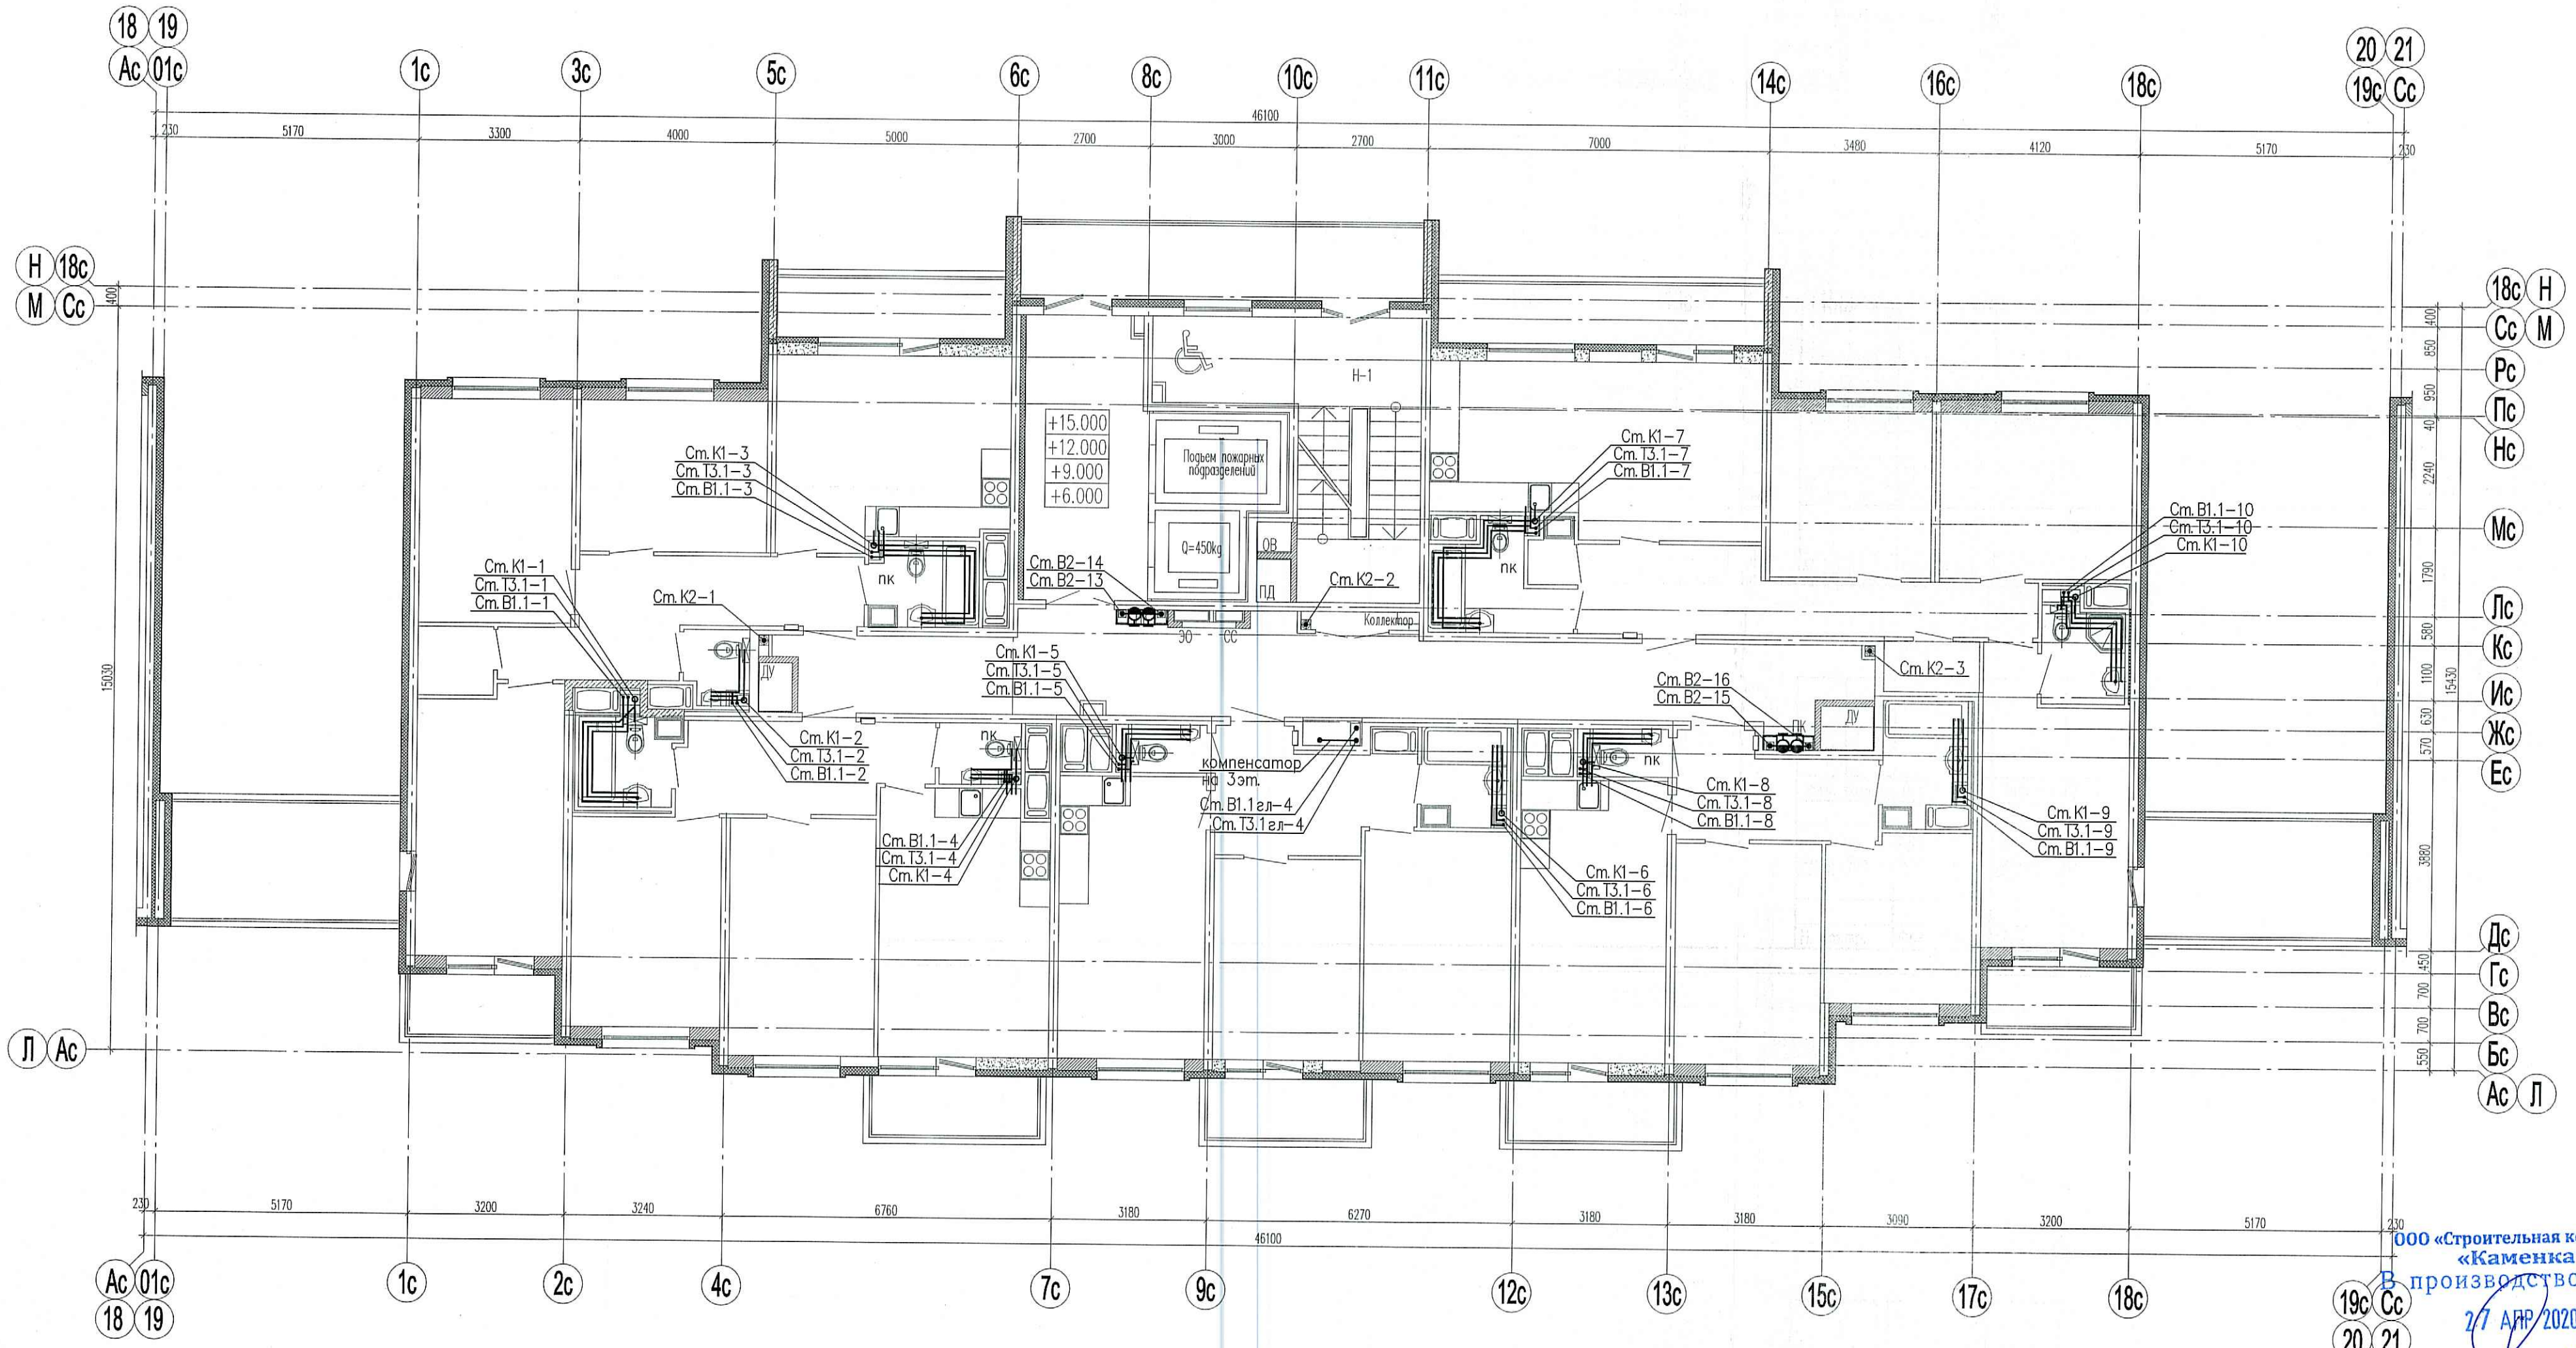 18 19
Ас 01с
1с
3с
5с
6с
8с
10с
11с
14с
16с
18с
20 21
19с Сс
46100
230
5170
3300
4000
5000
2700
3000
2700
7000
3480
4120
5170
230
Н 18с
М Сс
400
15030
Л Ас
18с Н
Сс М
Рс
Пс
Нс
Мс
Лс
Кс
Ис
Жс
Ес
Дс
Гс
Вс
Бс
Ас Л
400
850
950
40
2240
1790
580
1100
630
570
3880
450
700
700
550
15430
Н-1
+15.000
+12.000
+9.000
+6.000
Подъем пожарных
подразделений
Q=450kg
ОВ
ПД
Ст. К1-3
Ст. Т3.1-3
Ст. В1.1-3
Ст. К1-7
Ст. Т3.1-7
Ст. В1.1-7
Ст. В1.1-10
Ст. Т3.1-10
Ст. К1-10
Ст. К1-1
Ст. Т3.1-1
Ст. В1.1-1
Ст. К2-1
пк
Ст. В2-14
Ст. В2-13
Ст. К2-2
пк
ЭО
СС
Коллектор
ДУ
Ст. К1-5
Ст. Т3.1-5
Ст. В1.1-5
Ст. К2-3
Ст. В2-16
Ст. В2-15
ПК
ДУ
Ст. К1-2
Ст. Т3.1-2
Ст. В1.1-2
пк
компенсатор
на 3эт.
Ст. В1.1гл-4
Ст. Т3.1гл-4
пк
Ст. К1-8
Ст. Т3.1-8
Ст. В1.1-8
Ст. К1-9
Ст. Т3.1-9
Ст. В1.1-9
Ст. В1.1-4
Ст. Т3.1-4
Ст. К1-4
Ст. К1-6
Ст. Т3.1-6
Ст. В1.1-6
230
5170
3200
3240
6760
3180
6270
3180
3180
3090
3200
5170
230
46100
Ас 01с
18 19
1с
2с
4с
7с
9с
12с
13с
15с
17с
18с
19с Сс
20 21
ООО «Строительная к
«Каменка
В производство
27 АПР 2020